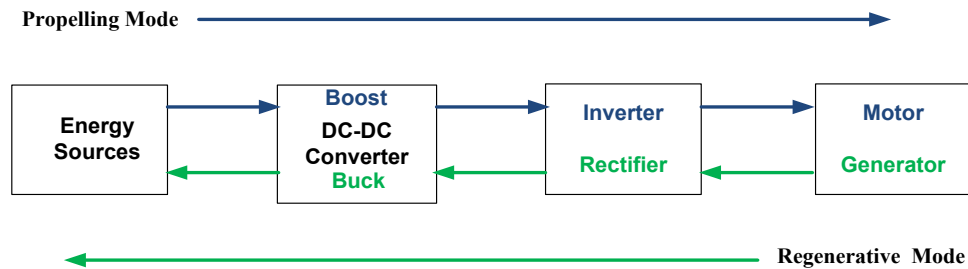 Propelling Mode
Energy
Sources
Boost
DC-DC
Converter
Buck
Inverter
Rectifier
Motor
Generator
Regenerative Mode